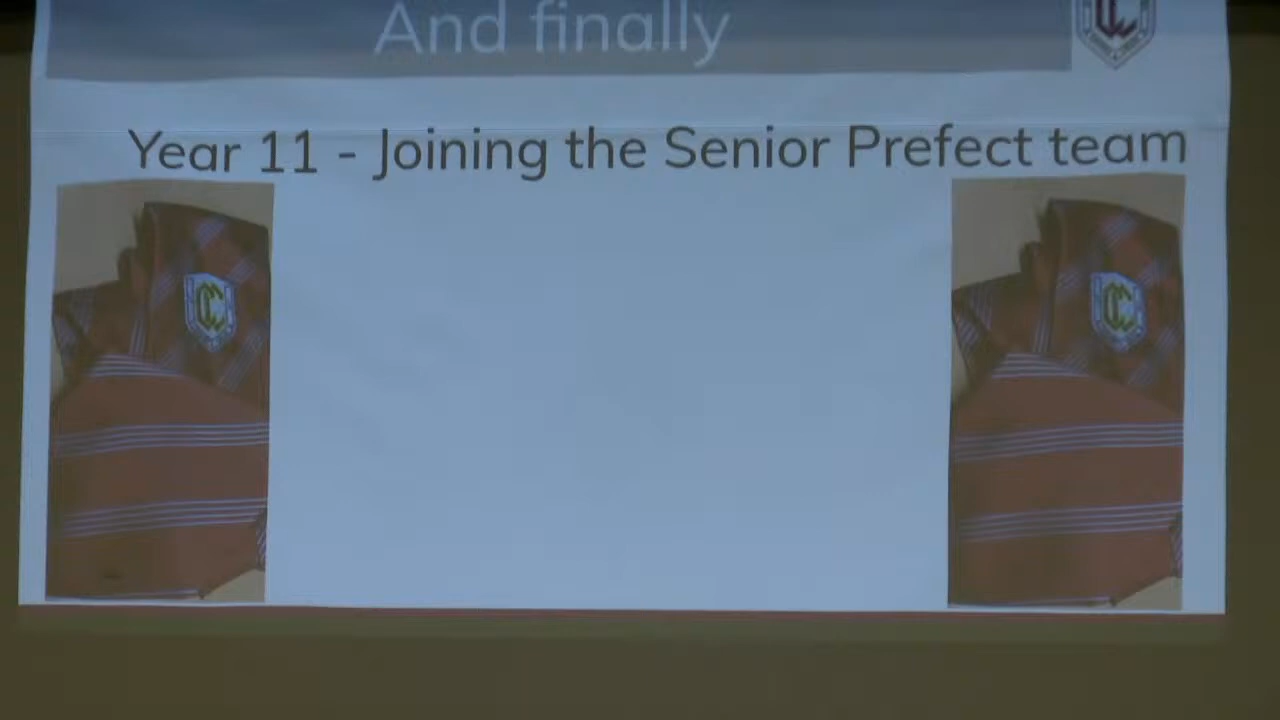 And finally
Year 11 - Joining the Senior Prefect team